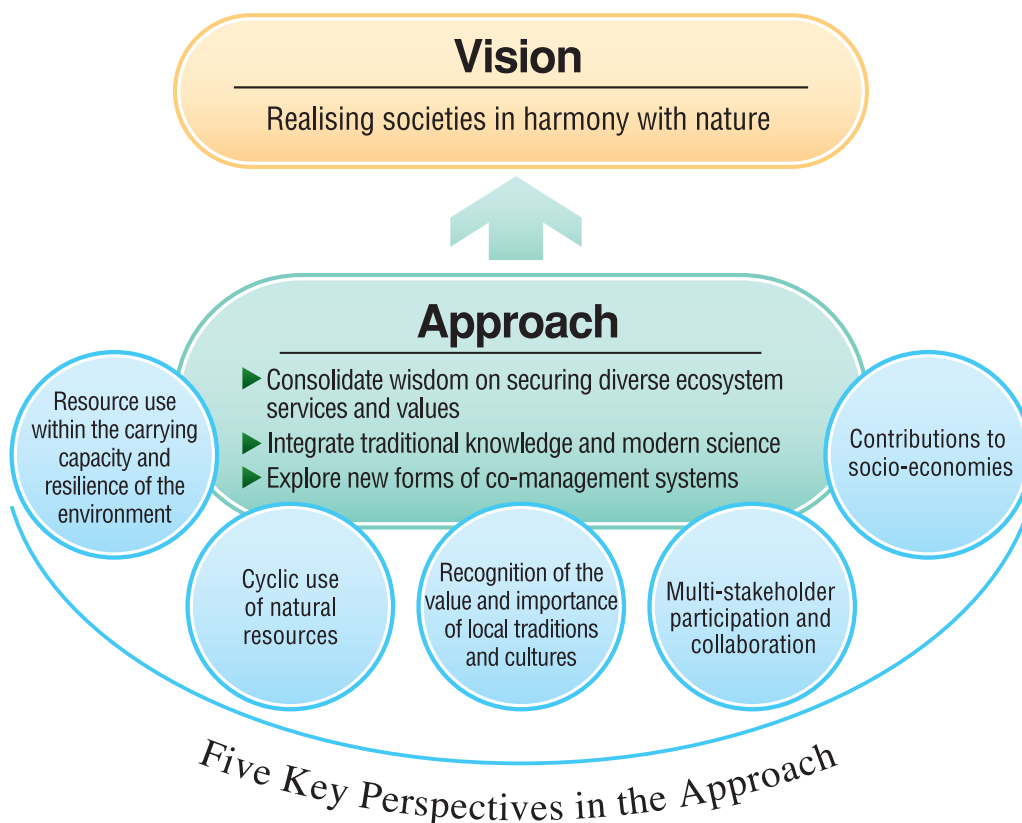 Vision
Realising societies in harmony with nature
Approach
Consolidate wisdom on securing diverse ecosystem
services and values
Integrate traditional knowledge and modern science
Explore new forms of co-management systems
Resource use
within the carrying
capacity and
resilience of the
environment
Cyclic use
of natural
resources
Recognition of the
value and importance
of local traditions
and cultures
Multi-stakeholder
participation and
collaboration
Contributions to
socio-economies
Five Key Perspectives in the Approach